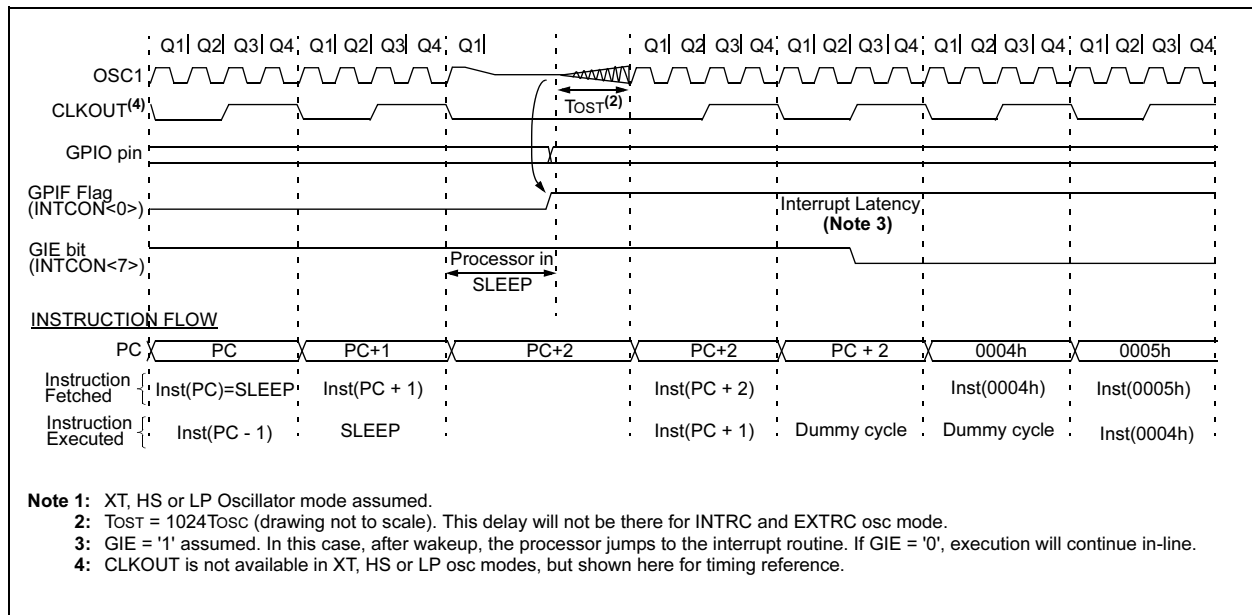 Q1 Q2 Q3 Q4 Q1 Q2 Q3 Q4 Q1 Q1 Q2 Q3 Q4 Q1 Q2 Q3 Q4 Q1 Q2 Q3 Q4 Q1 Q2 Q3 Q4
OSC1
TOST(2)
CLKOUT(4)
GPIO pin
GPIF Flag
(INTCON<0>)
Interrupt Latency
(Note 3)
GIE bit
(INTCON<7>)
Processor in
SLEEP
INSTRUCTION FLOW
PC PC PC+1 PC+2 PC+2 PC + 2 0004h 0005h
Instruction
Fetched
Inst(PC)=SLEEP Inst(PC + 1) Inst(PC + 2) Inst(0004h) Inst(0005h)
Instruction
Executed
Inst(PC - 1) SLEEP Inst(PC + 1) Dummy cycle Dummy cycle Inst(0004h)
Note 1: XT, HS or LP Oscillator mode assumed.
2: TOST = 1024TOSC (drawing not to scale). This delay will not be there for INTRC and EXTRC osc mode.
3: GIE = '1' assumed. In this case, after wakeup, the processor jumps to the interrupt routine. If GIE = '0', execution will continue in-line.
4: CLKOUT is not available in XT, HS or LP osc modes, but shown here for timing reference.